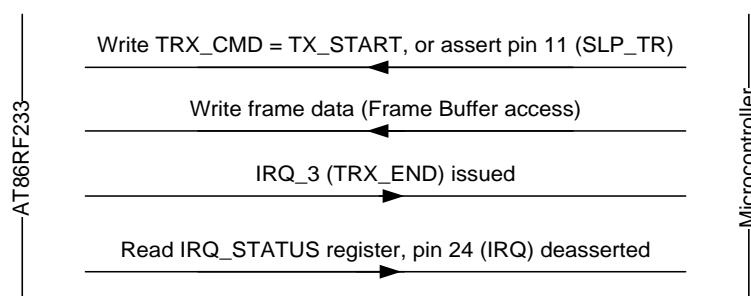 Write TRX_CMD = TX_START, or assert pin 11 (SLP_TR)
Write frame data (Frame Buffer access)
IRQ_3 (TRX_END) issued
Read IRQ_STATUS register, pin 24 (IRQ) deasserted
AT86RF233
Microcontroller